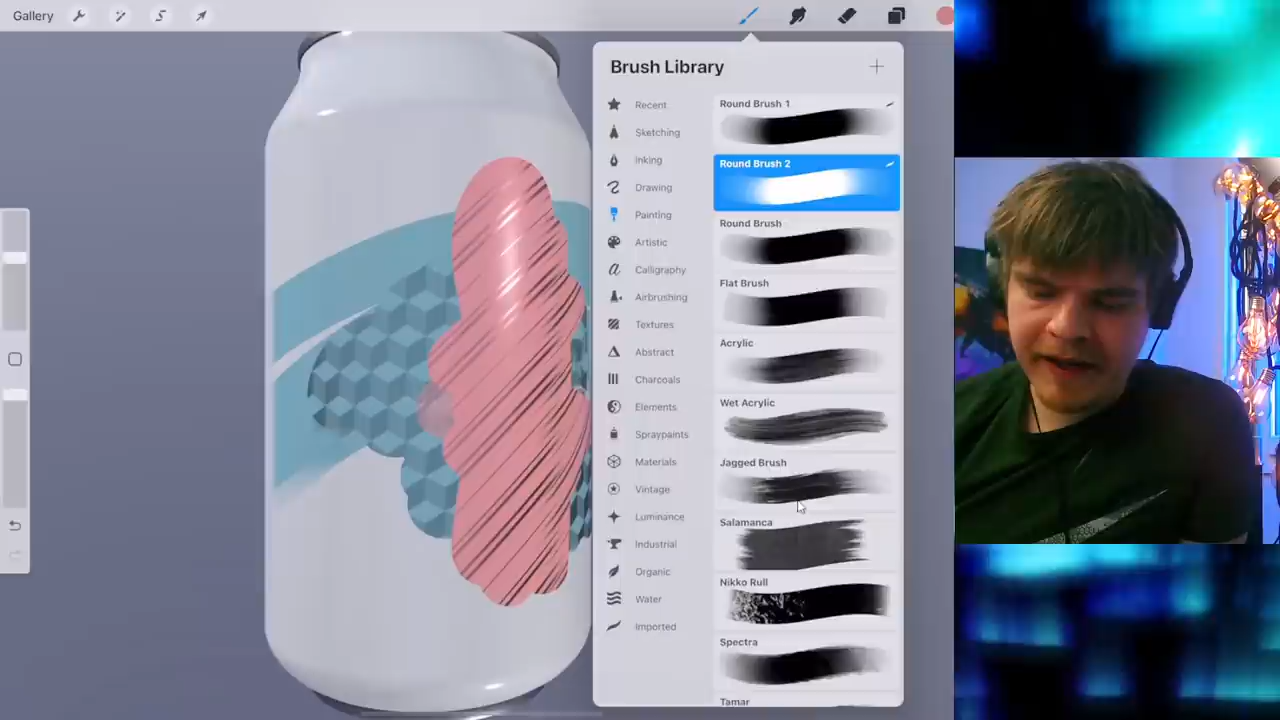 Gallery
Brush Library
Recent
Sketching
Inking
Drawing
Painting
Artistic
Calligraphy
Airbrushing
Textures
Abstract
Charcoals
Elements
Spraypaints
Materials
Vintage
Luminance
Industrial
Organic
Water
Imported
Round Brush 1
Round Brush 2
Round Brush
Flat Brush
Acrylic
Wet Acrylic
Jagged Brush
Salamanca
Nikko Rull
Spectra
Tamar